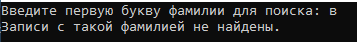 Введите первую букву фамилии для поиска: в
Записи с такой фамилией не найдены.